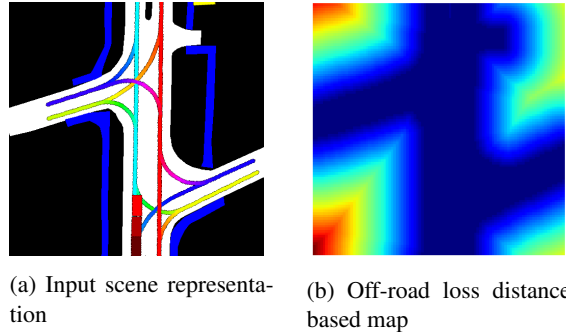 (a) Input scene representa-
tion
(b) Off-road loss distance
based map